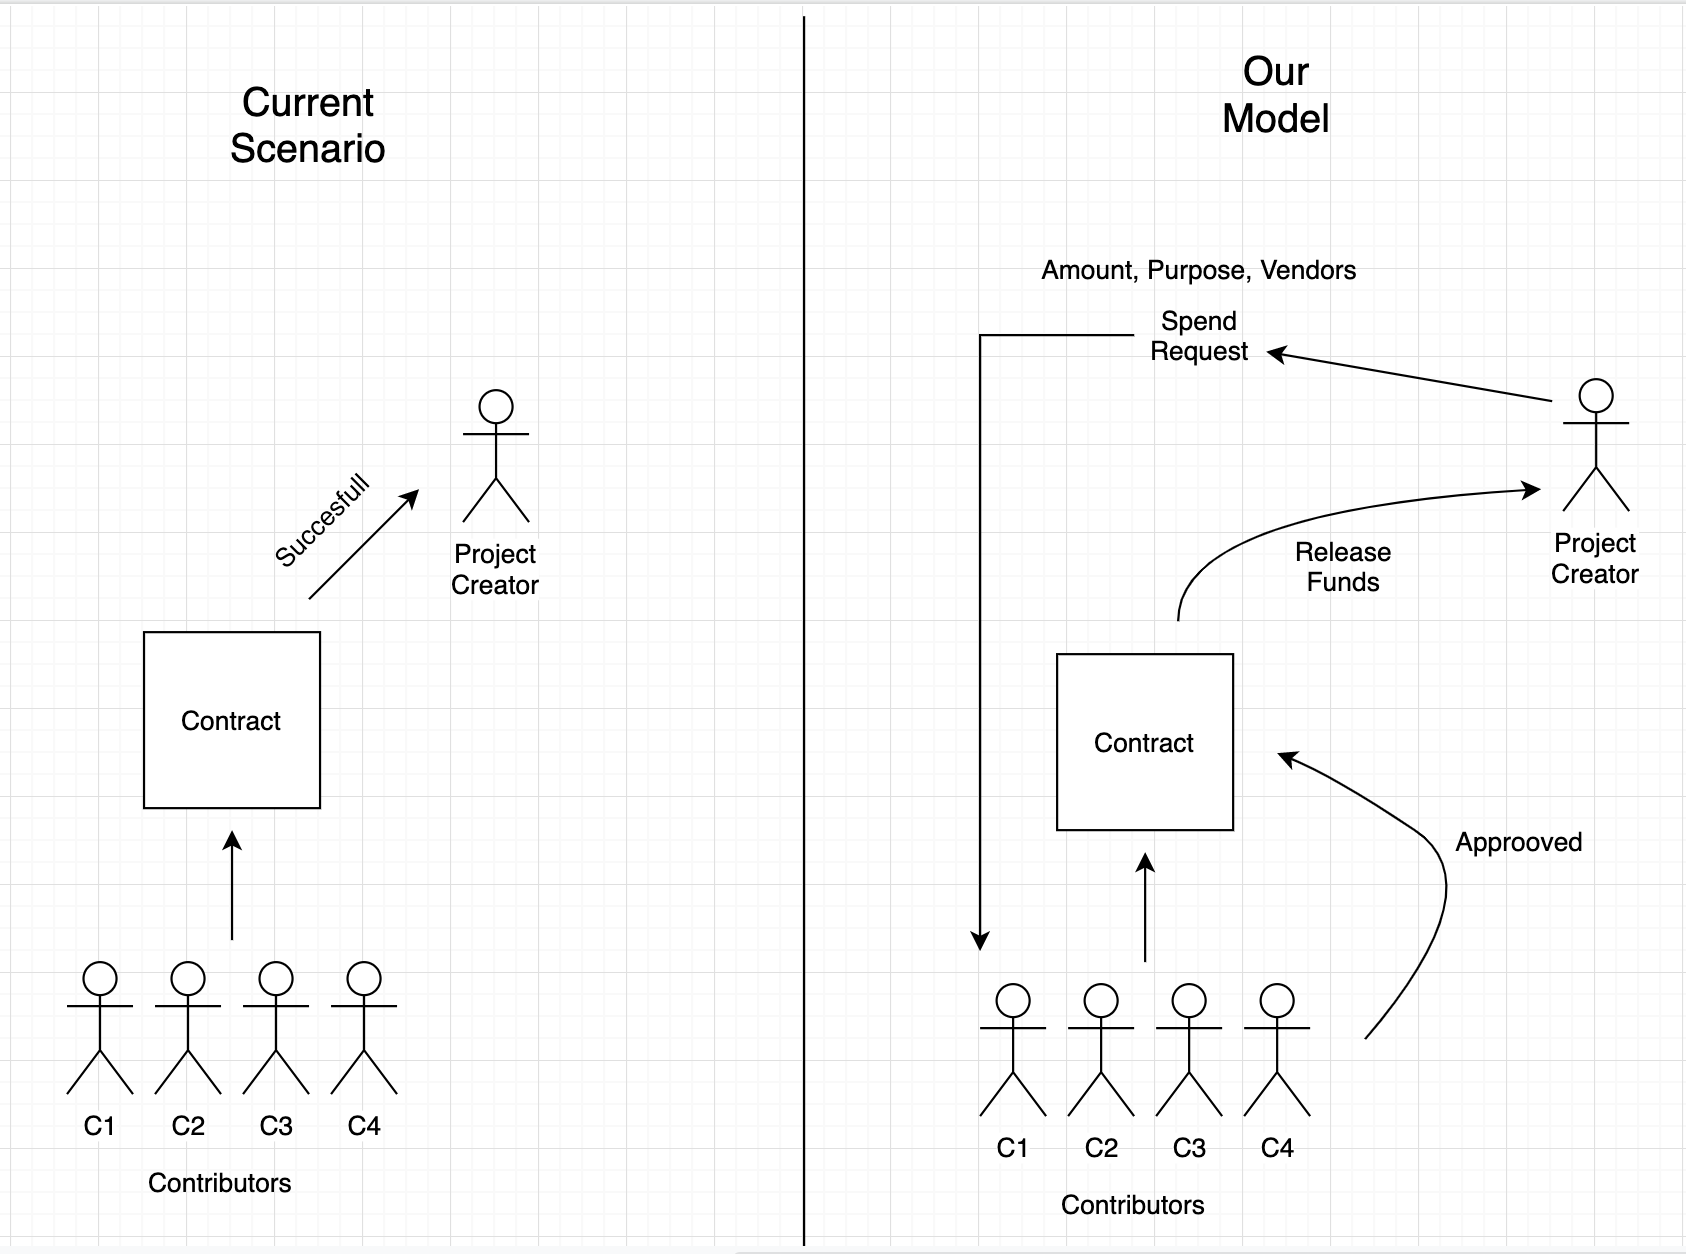 Current
Scenario
Succesfull
Project
Creator
Contract
C1 C2 C3 C4
Contributors
Our
Model
Amount, Purpose, Vendors
Spend
Request
Project
Creator
Release
Funds
Contract
Approoved
C1 C2 C3 C4
Contributors